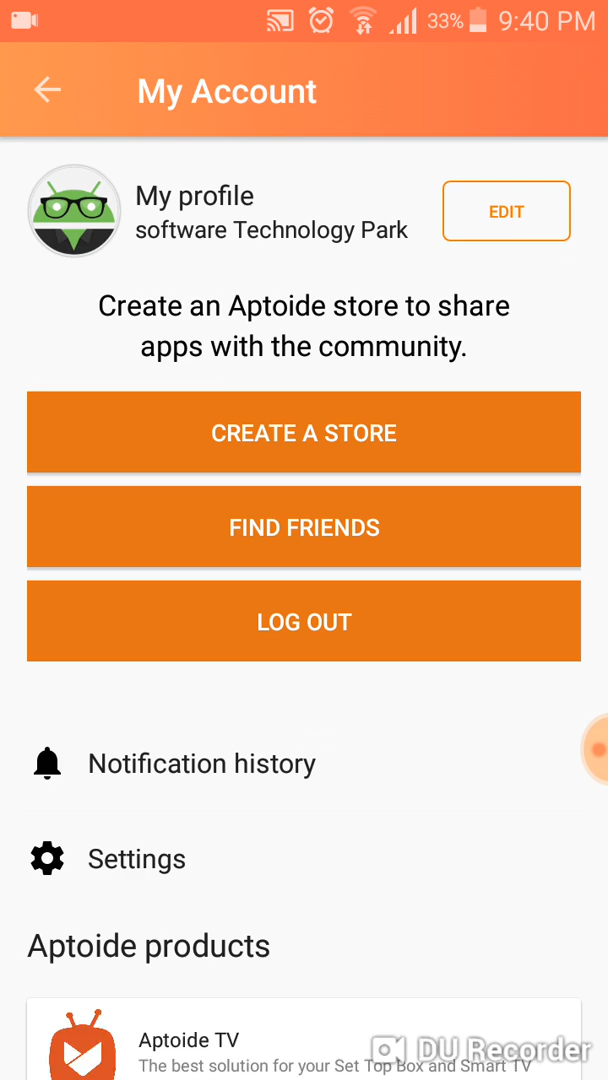 33% 9:40 PM
My Account
My profile
software Technology Park
EDIT
Create an Aptoide store to share
apps with the community.
CREATE A STORE
FIND FRIENDS
LOG OUT
Notification history
Settings
Aptoide products
Aptoide TV
The best solution for your Set Top Box and Smart TV
DU Recorder